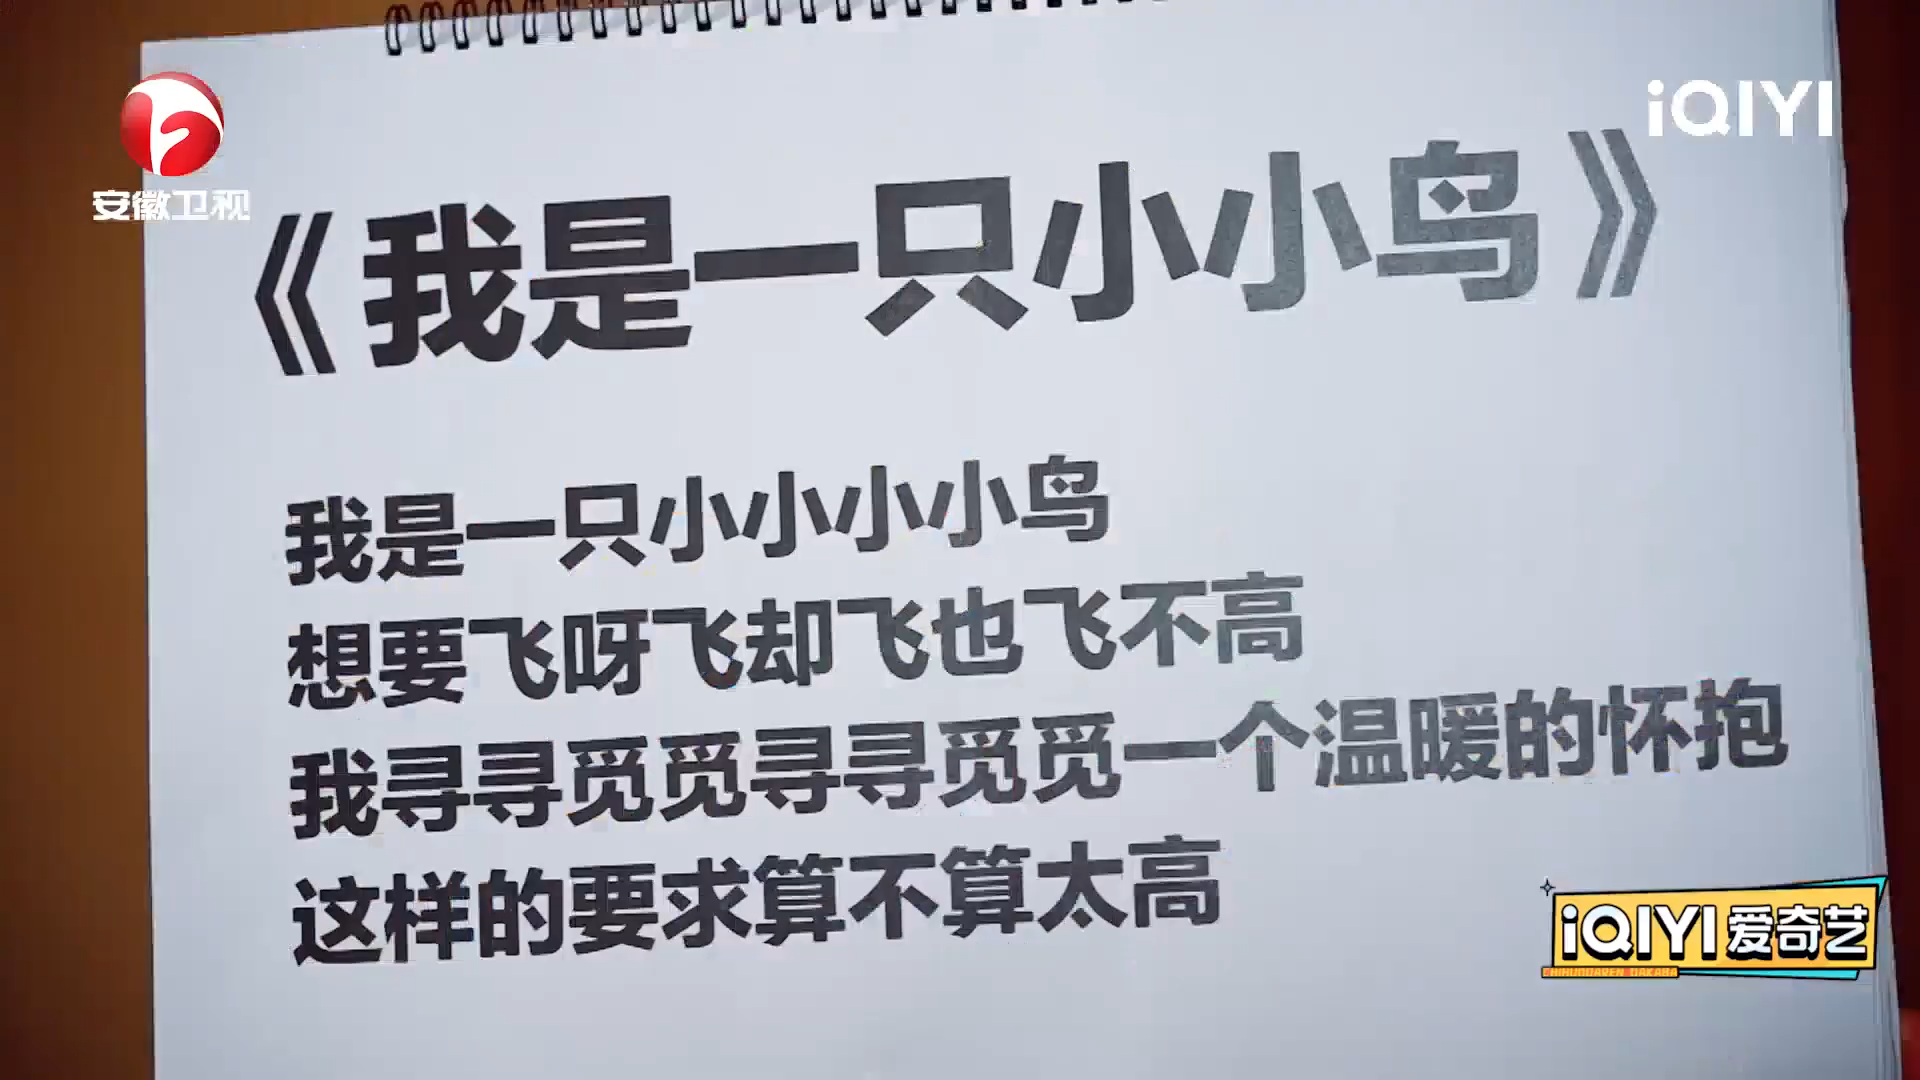 安徽卫视
iQIYI
《我是一只小小鸟》
我是一只小小小小鸟
想要飞呀飞却飞也飞不高
我寻寻觅觅寻寻觅觅一个温暖的怀抱
这样的要求算不算太高
iQIYI爱奇艺